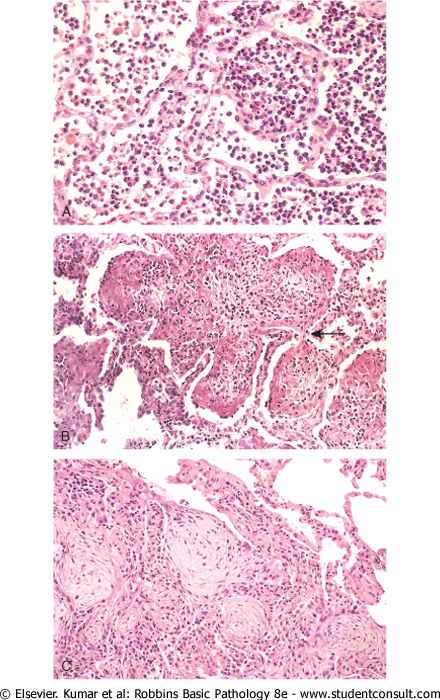 A
B
C
© Elsevier. Kumar et al: Robbins Basic Pathology 8e - www.studentconsult.com